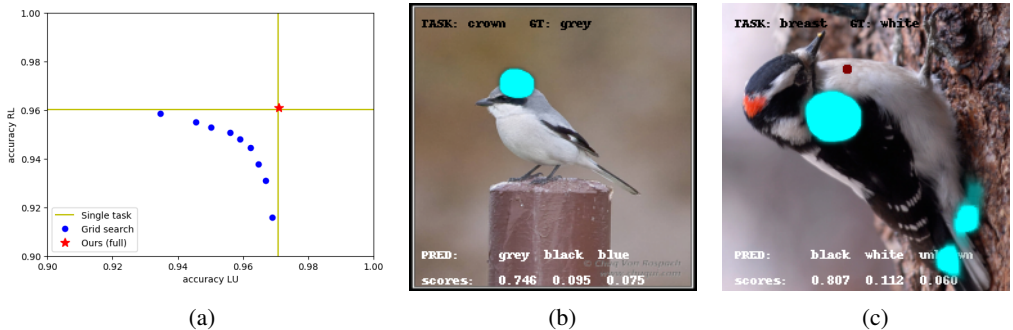 1.00
0.98
0.96
0.94
0.92
0.90
accuracy RL
0.90 0.92 0.94 0.96 0.98 1.00
accuracy LU
Single task
Grid search
Ours (full)
(a)
TASK: crown GT: grey
PRED: grey black blue
scores: 0.746 0.095 0.075
(b)
TASK: breast GT: white
PRED: black white
scores: 0.807 0.112 0.060
(c)